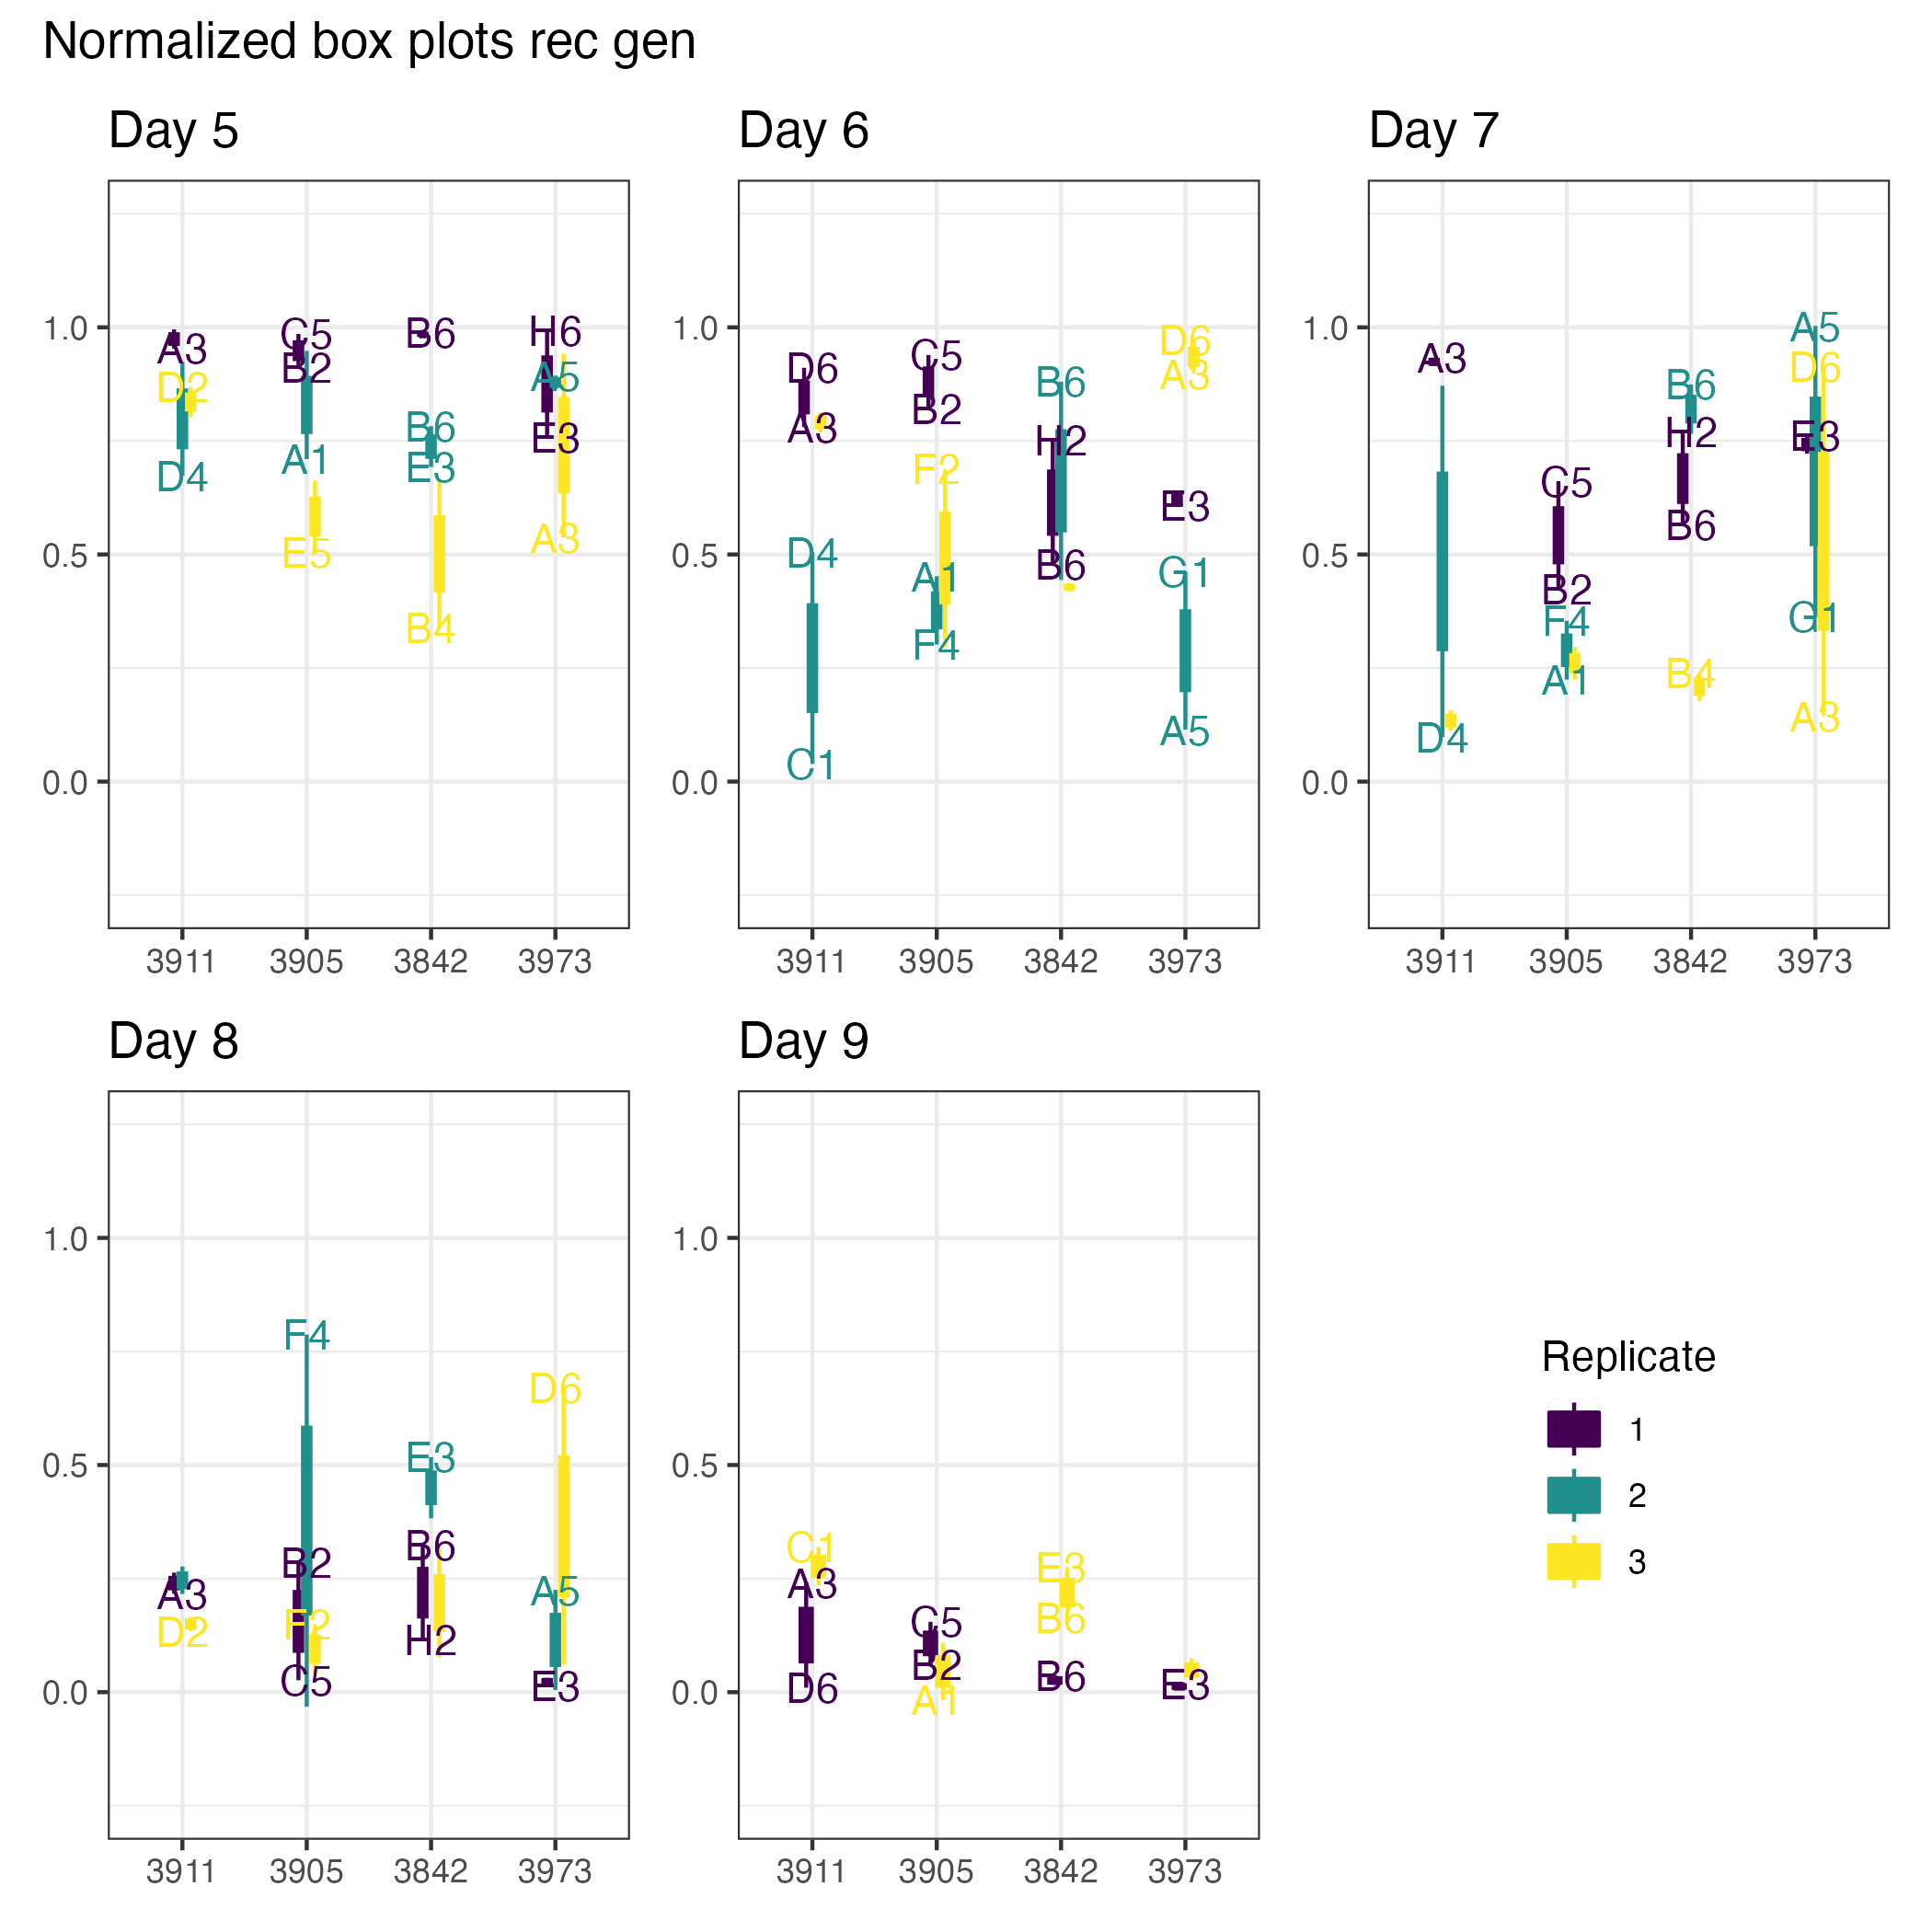 Normalized box plots rec gen
Day 5
Day 6
Day 7
1.0
0.5
0.0
A3
D2
D4
C5
B2
A1
E5
B6
B6
E3
B4
H6
A5
E3
A3
3911 3905 3842 3973
1.0
0.5
0.0
D6
A3
D4
C1
C5
B2
F2
A1
F4
B6
H2
B6
D6
A3
E3
G1
A5
3911 3905 3842 3973
1.0
0.5
0.0
A3
D4
C5
B2
F4
A1
B6
H2
B6
B4
A5
D6
E3
G1
A3
3911 3905 3842 3973
Day 8
Day 9
1.0
0.5
0.0
A3
D2
F4
B2
F2
C5
E3
B6
H2
D6
A5
E3
3911 3905 3842 3973
1.0
0.5
0.0
C1
A3
D6
C5
B2
A1
E3
B6
B6
E3
3911 3905 3842 3973
Replicate
1
2
3